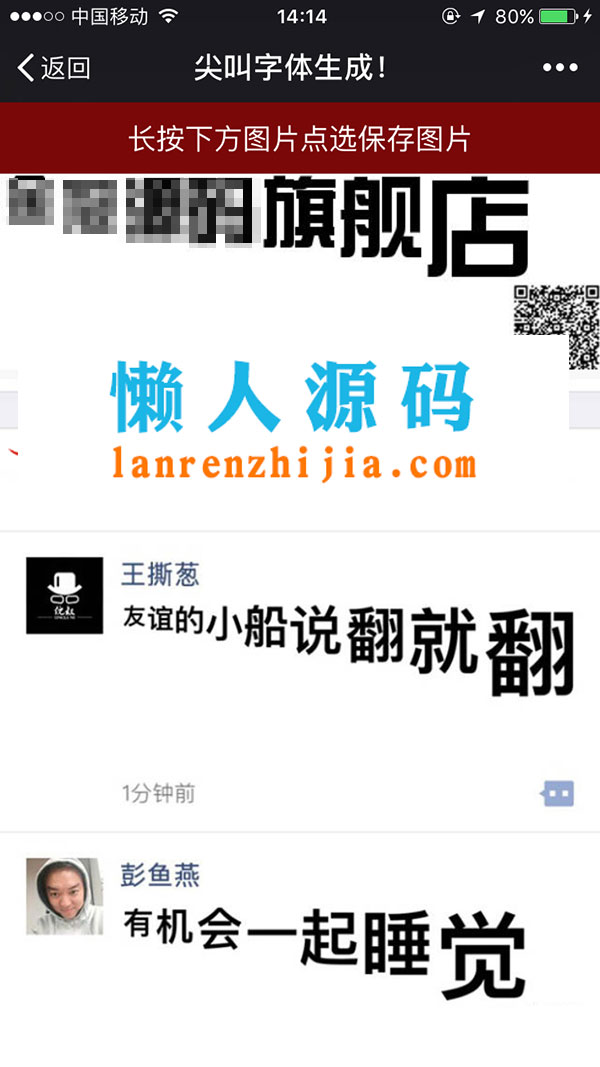 中国移动 14:14 80%
返回 尖叫字体生成!
长按下方图片点选保存图片
源码旗舰店
懒人源码
lanrenzhijia.com
王撕葱
友谊的小船说翻就翻
1分钟前
彭鱼燕
有机会一起睡觉